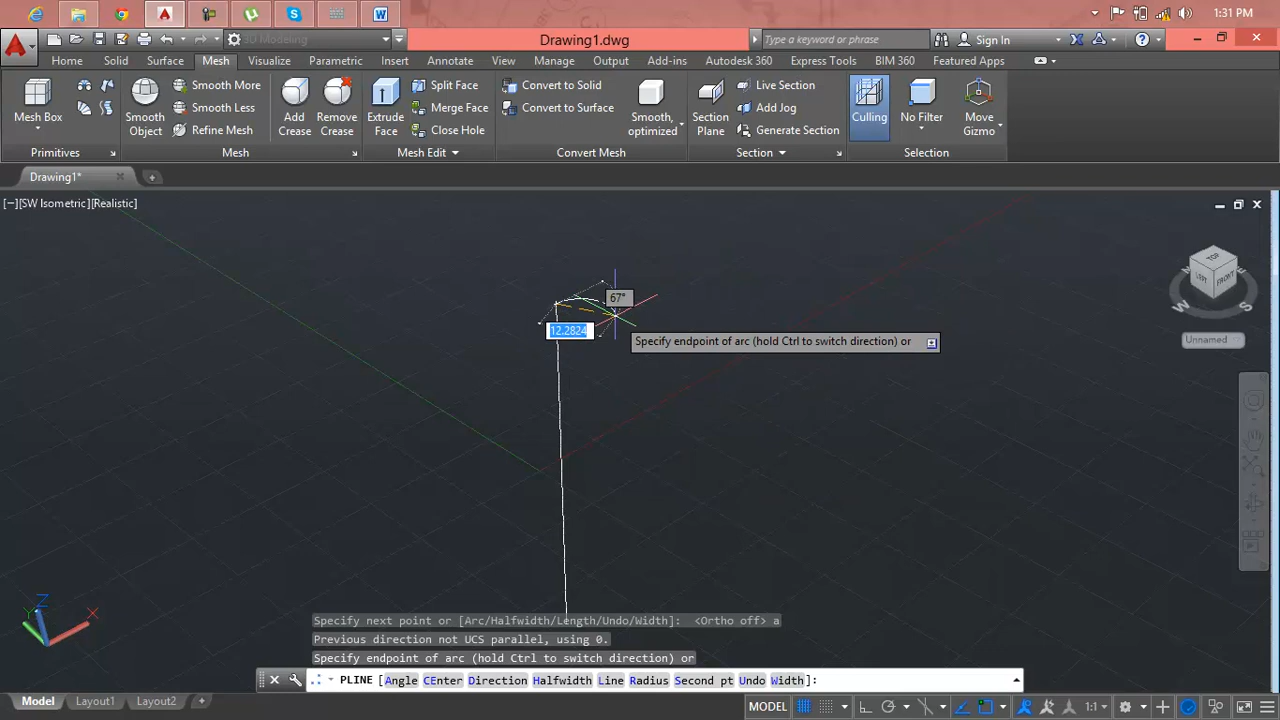 1:31 PM
3D Modeling
Drawing1.dwg
Type a keyword or phrase
Sign In
Home Solid Surface Mesh Visualize Parametric Insert Annotate View Manage Output Add-ins Autodesk 360 Express Tools BIM 360 Featured Apps
Mesh Box
Smooth Object
Smooth More
Smooth Less
Refine Mesh
Add Crease
Remove Crease
Extrude Face
Split Face
Merge Face
Close Hole
Convert to Solid
Convert to Surface
Smooth, optimized
Section Plane
Live Section
Add Jog
Generate Section
Culling
No Filter
Move Gizmo
Primitives Mesh Mesh Edit Convert Mesh Section Selection
Drawing1*
[−][SW Isometric][Realistic]
TOP
LEFT FRONT
W S
Unnamed
67°
12.2824
Specify endpoint of arc (hold Ctrl to switch direction) or
Z
Y X
Specify next point or [Arc/Halfwidth/Length/Undo/Width]: <Ortho off> a
Previous direction not UCS parallel, using 0.
Specify endpoint of arc (hold Ctrl to switch direction) or
PLINE [Angle CEnter Direction Halfwidth Line Radius Second pt Undo Width]:
Model Layout1 Layout2 +
MODEL 1:1